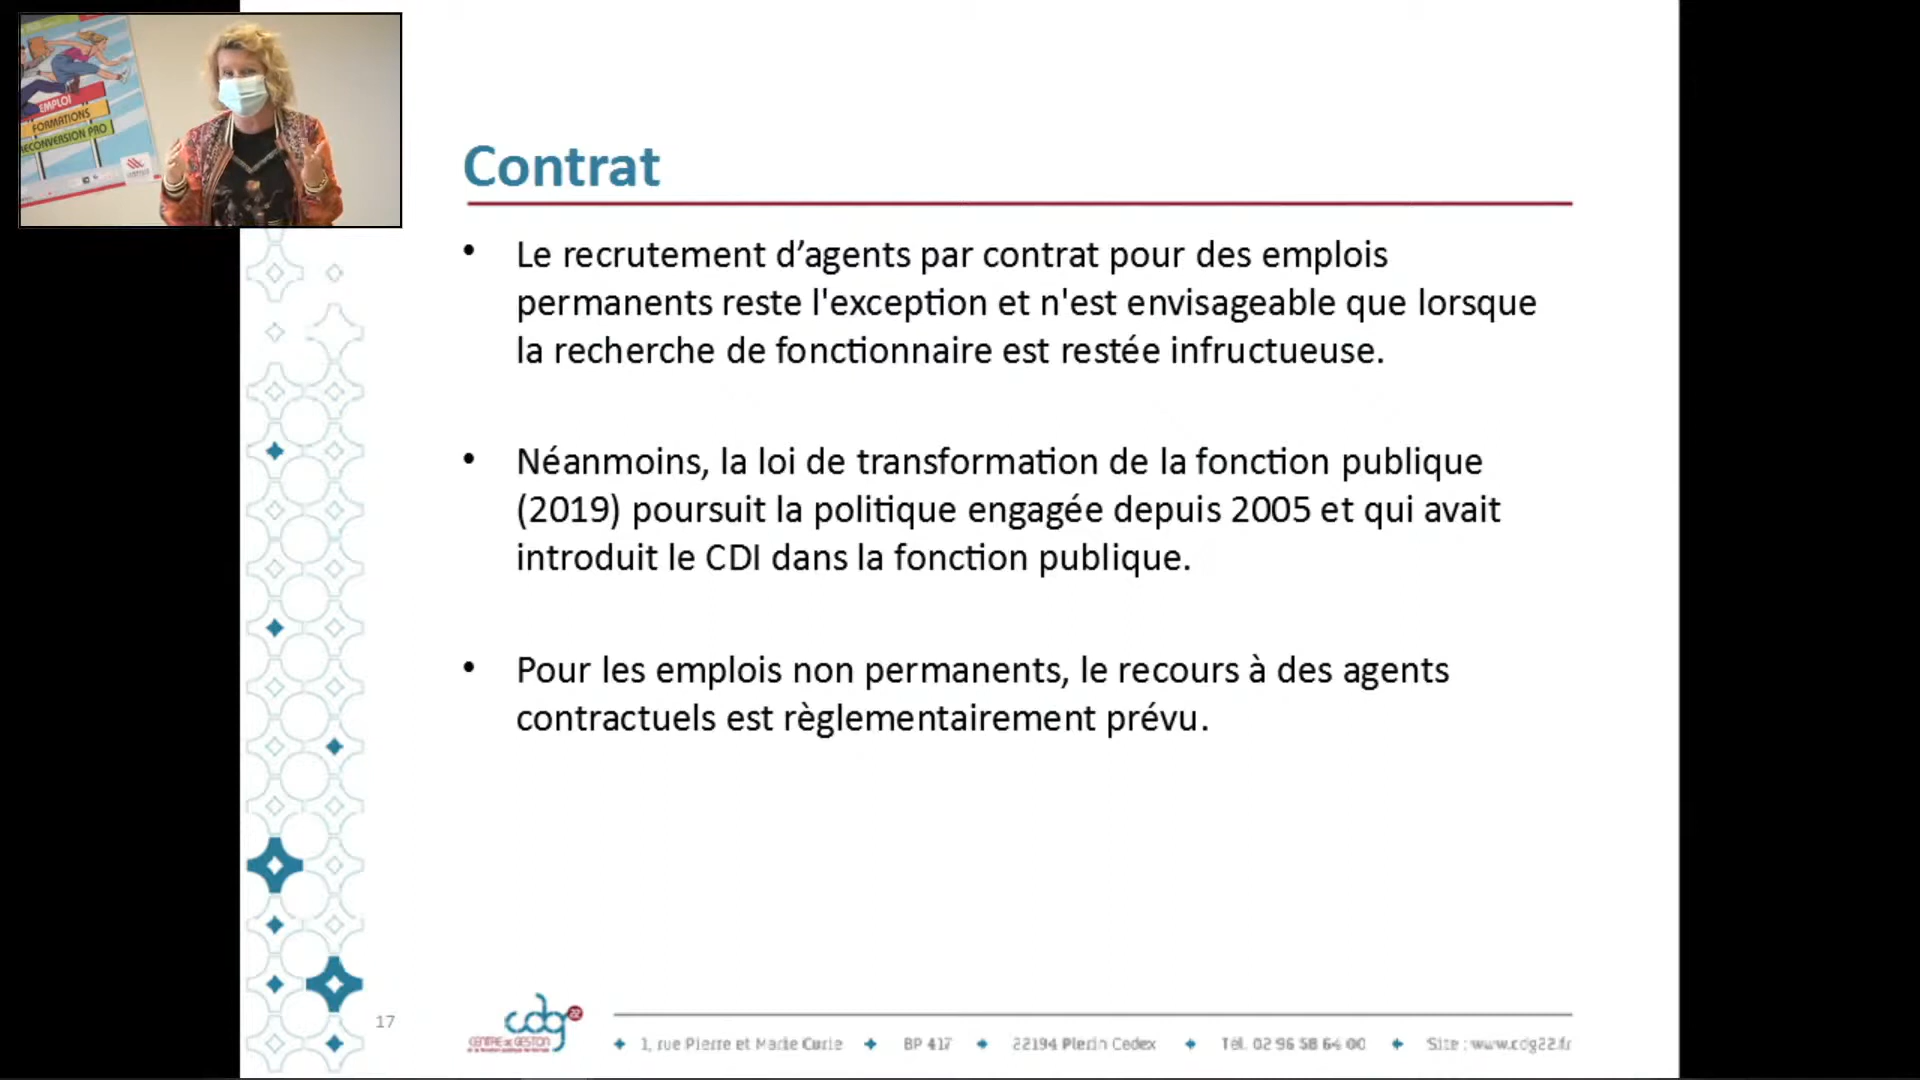 EMPLOI
FORMATIONS
RECONVERSION PRO
Contrat
• Le recrutement d’agents par contrat pour des emplois
permanents reste l'exception et n'est envisageable que lorsque
la recherche de fonctionnaire est restée infructueuse.
• Néanmoins, la loi de transformation de la fonction publique
(2019) poursuit la politique engagée depuis 2005 et qui avait
introduit le CDI dans la fonction publique.
• Pour les emplois non permanents, le recours à des agents
contractuels est règlementairement prévu.
17
cdg 22
CENTRE DE GESTION
1, rue Pierre et Marie Curie BP 417 22194 Plerin Cedex Tél. 02 96 58 64 00 Site : www.cdg22.fr